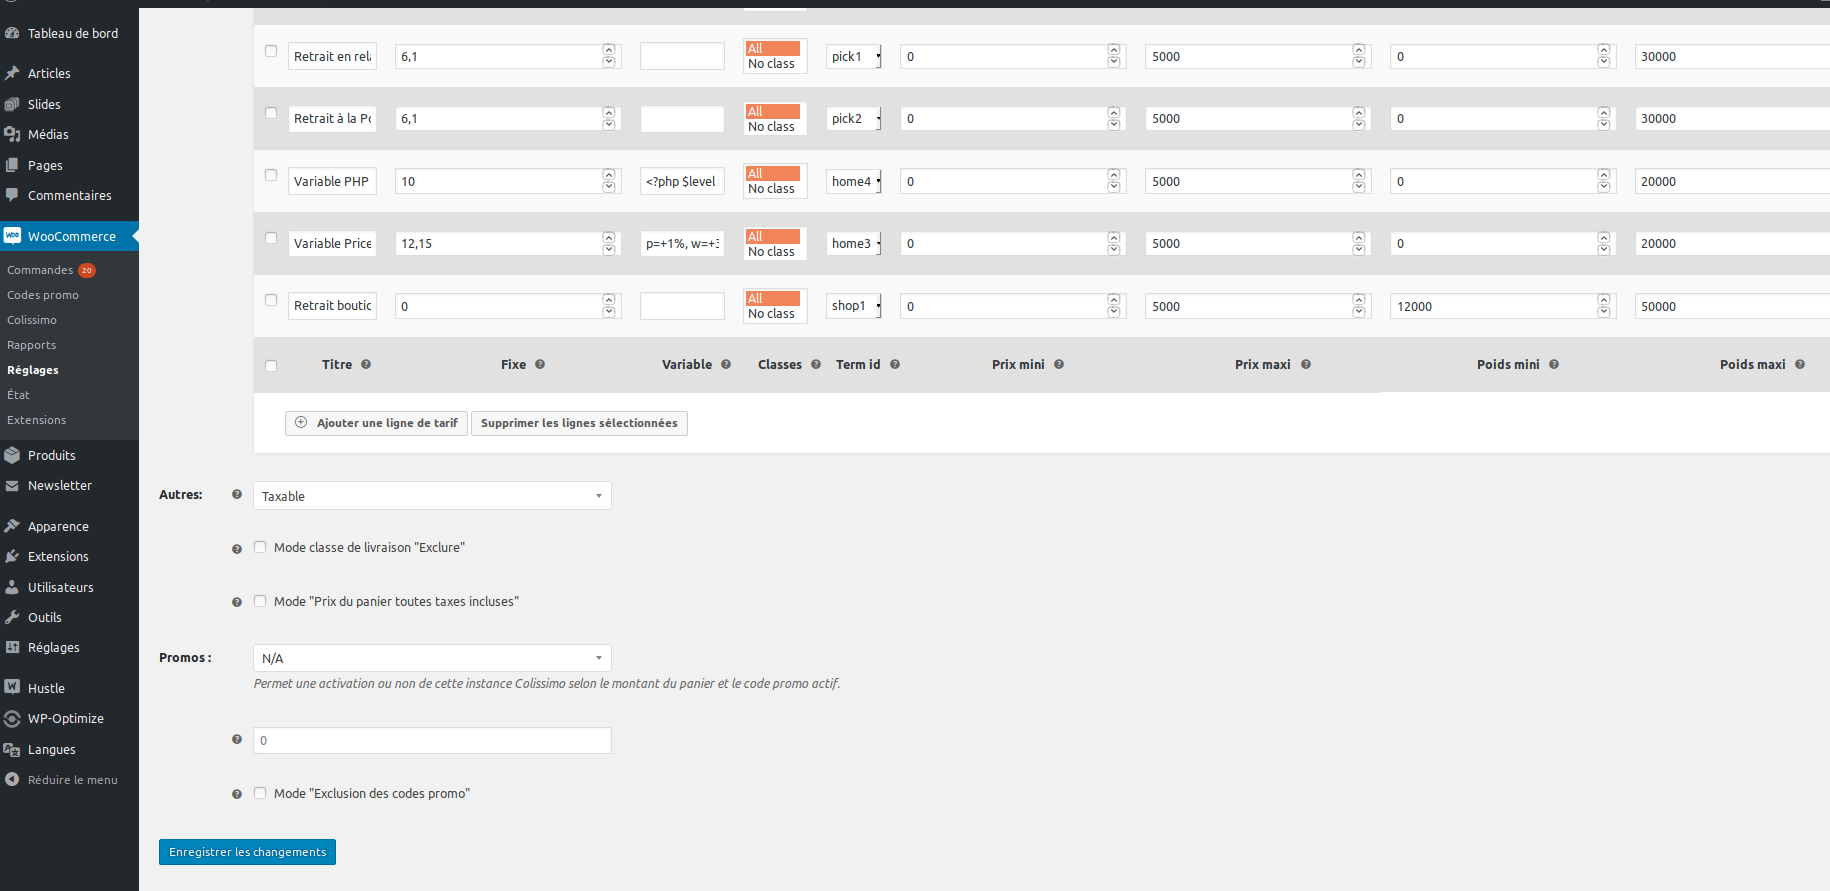 Tableau de bord
Articles
Slides
Médias
Pages
Commentaires
WooCommerce
Commandes 20
Codes promo
Colissimo
Rapports
Réglages
État
Extensions
Produits
Newsletter
Apparence
Extensions
Utilisateurs
Outils
Réglages
Hustle
WP-Optimize
Langues
Réduire le menu
Retrait en rela 6,1 All No class pick1 0 5000 0 30000
Retrait à la Po 6,1 All No class pick2 0 5000 0 30000
Variable PHP 10 <?php $level All No class home4 0 5000 0 20000
Variable Price 12,15 p=+1%, w=+3 All No class home3 0 5000 0 20000
Retrait boutic 0 All No class shop1 0 5000 12000 50000
Titre Fixe Variable Classes Term id Prix mini Prix maxi Poids mini Poids maxi
Ajouter une ligne de tarif Supprimer les lignes sélectionnées
Autres: Taxable
Mode classe de livraison "Exclure"
Mode "Prix du panier toutes taxes incluses"
Promos : N/A
Permet une activation ou non de cette instance Colissimo selon le montant du panier et le code promo actif.
0
Mode "Exclusion des codes promo"
Enregistrer les changements